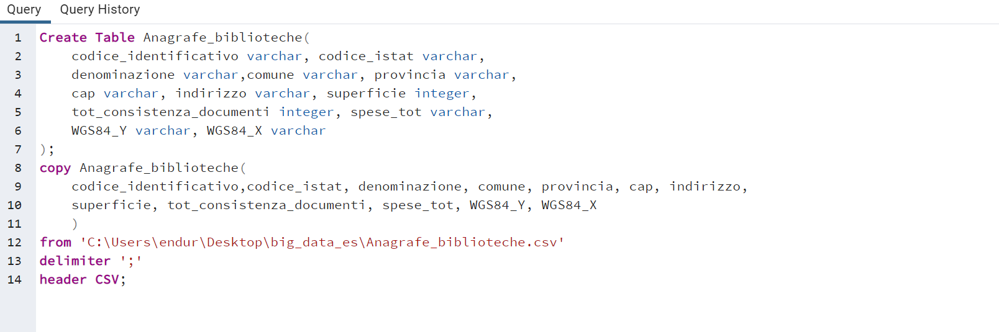 Query Query History
1 Create Table Anagrafe_biblioteche(
2 codice_identificativo varchar, codice_istat varchar,
3 denominazione varchar,comune varchar, provincia varchar,
4 cap varchar, indirizzo varchar, superficie integer,
5 tot_consistenza_documenti integer, spese_tot varchar,
6 WGS84_Y varchar, WGS84_X varchar
7 );
8 copy Anagrafe_biblioteche(
9 codice_identificativo,codice_istat, denominazione, comune, provincia, cap, indirizzo,
10 superficie, tot_consistenza_documenti, spese_tot, WGS84_Y, WGS84_X
11 )
12 from 'C:\Users\endur\Desktop\big_data_es\Anagrafe_biblioteche.csv'
13 delimiter ';'
14 header CSV;